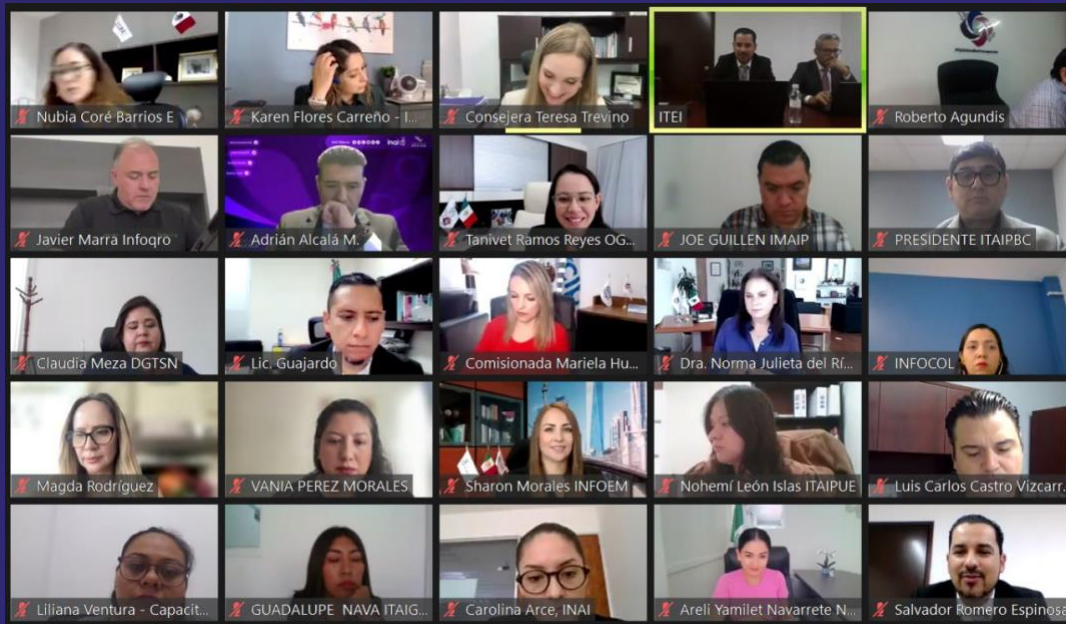 Nubia Coré Barrios E
Karen Flores Carreño - I...
Consejera Teresa Trevino
ITEI
Roberto Agundis
Javier Marra Infoqro
Adrián Alcalá M.
inai
Tanivet Ramos Reyes OG...
JOE GUILLEN IMAIP
PRESIDENTE ITAIPBC
Claudia Meza DGTSN
Lic. Guajardo
Comisionada Mariela Hu...
Dra. Norma Julieta del Rí...
INFOCOL
Magda Rodríguez
VANIA PEREZ MORALES
Sharon Morales INFOEM
Nohemí León Islas ITAIPUE
Luis Carlos Castro Vizcarr...
Liliana Ventura - Capacit...
GUADALUPE NAVA ITAIG...
Carolina Arce, INAI
Areli Yamilet Navarrete N...
Salvador Romero Espinosa